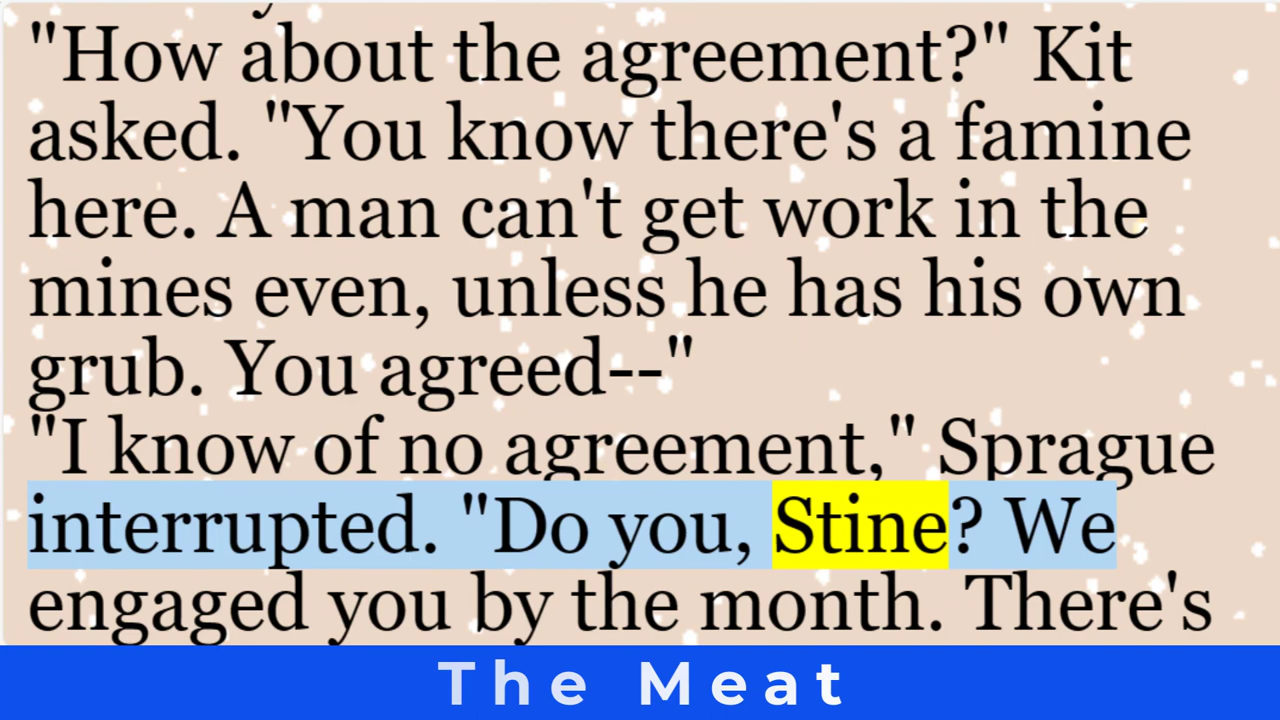 "How about the agreement?" Kit
asked. "You know there's a famine
here. A man can't get work in the
mines even, unless he has his own
grub. You agreed--"
"I know of no agreement," Sprague
interrupted. "Do you, Stine? We
engaged you by the month. There's
The Meat